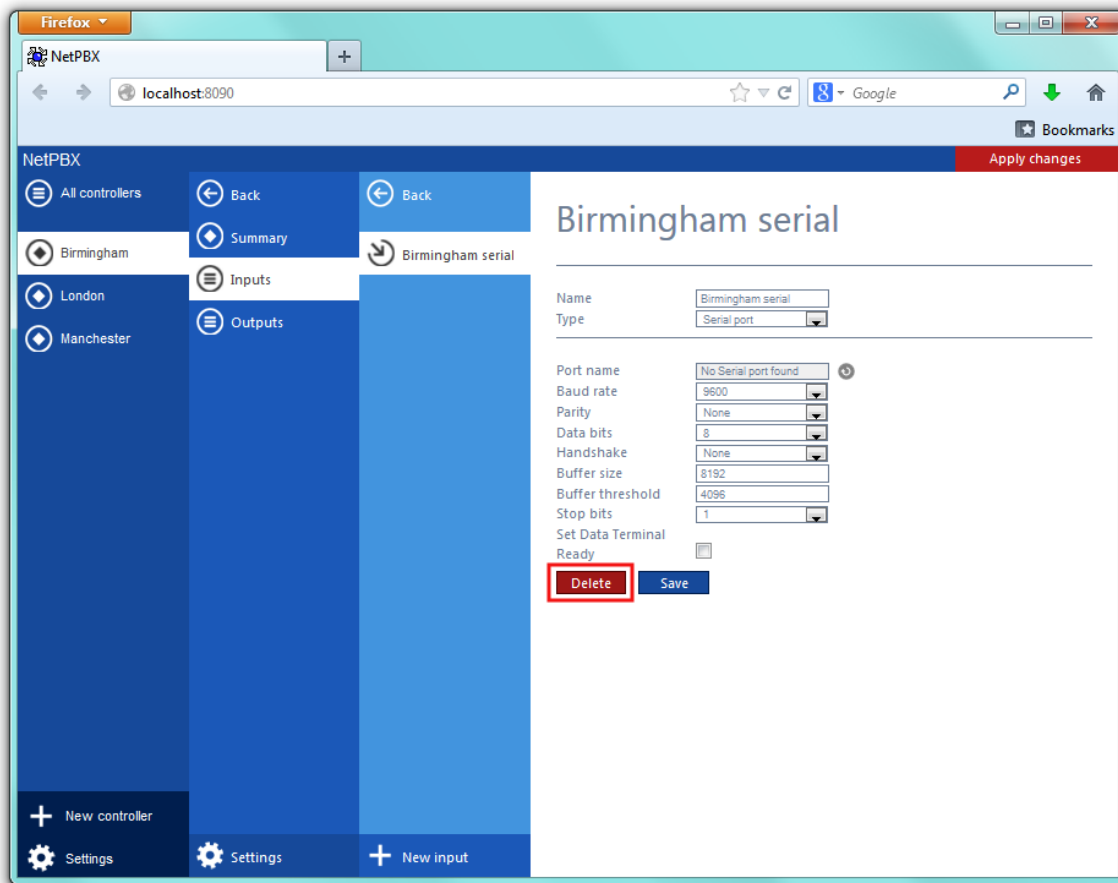 Firefox
NetPBX
localhost:8090
Google
Bookmarks
NetPBX
Apply changes
All controllers
Birmingham
London
Manchester
New controller
Settings
Back
Summary
Inputs
Outputs
Settings
Back
Birmingham serial
New input
Birmingham serial
Name Birmingham serial
Type Serial port
Port name No Serial port found
Baud rate 9600
Parity None
Data bits 8
Handshake None
Buffer size 8192
Buffer threshold 4096
Stop bits 1
Set Data Terminal
Ready
Delete Save